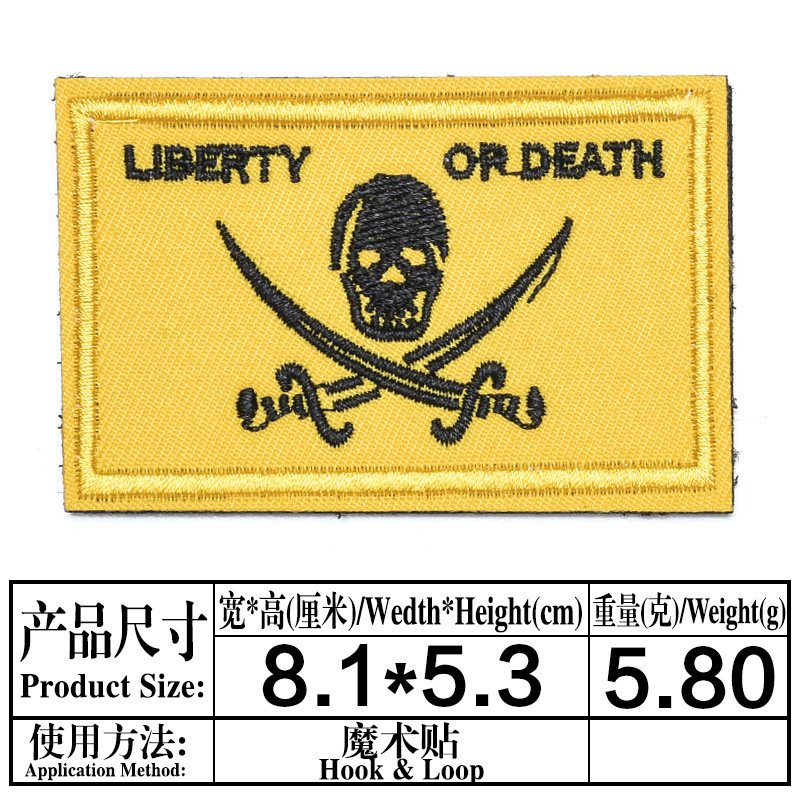 LIBERTY OR DEATH
产品尺寸
Product Size:
宽*高(厘米)/Wedth*Height(cm)
重量(克)/Weight(g)
8.1*5.3
5.80
使用方法:
Application Method:
魔术贴
Hook & Loop